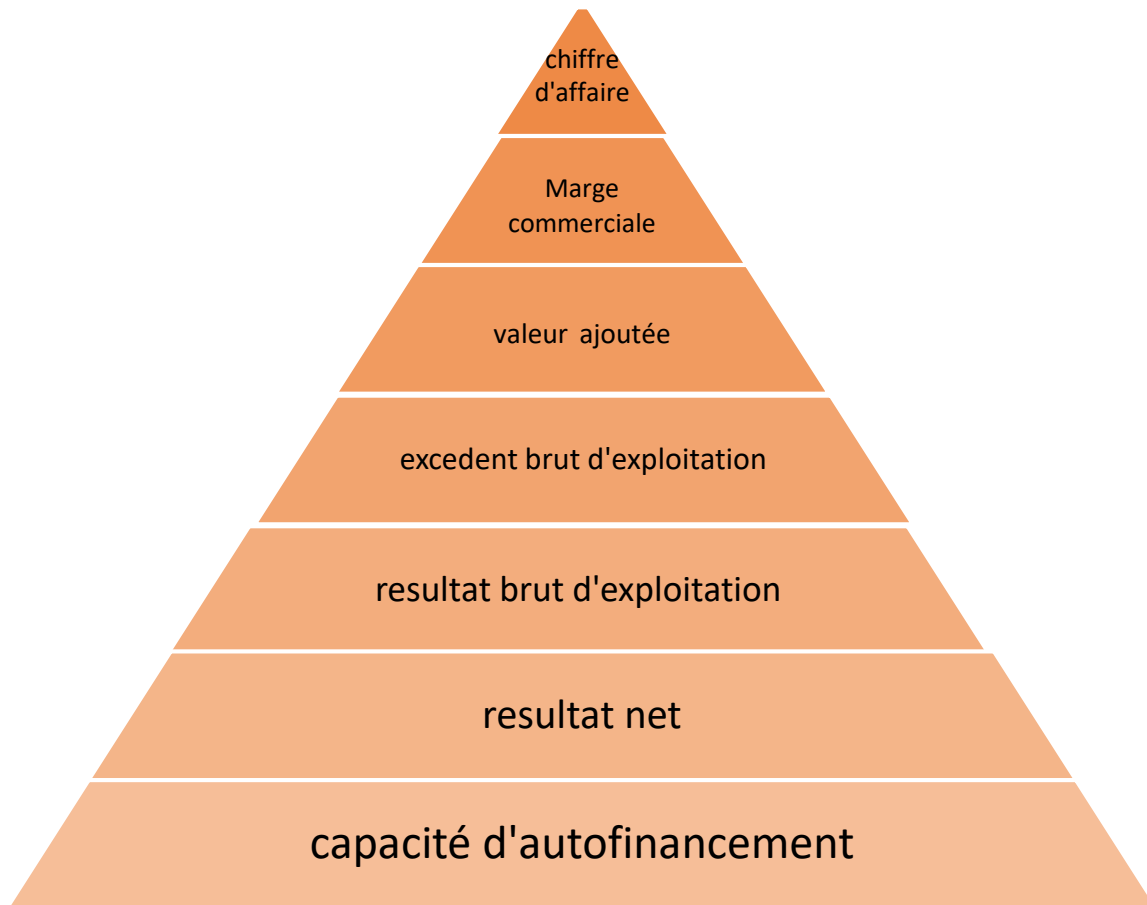 chiffre
d'affaire
Marge
commerciale
valeur ajoutée
excedent brut d'exploitation
resultat brut d'exploitation
resultat net
capacité d'autofinancement